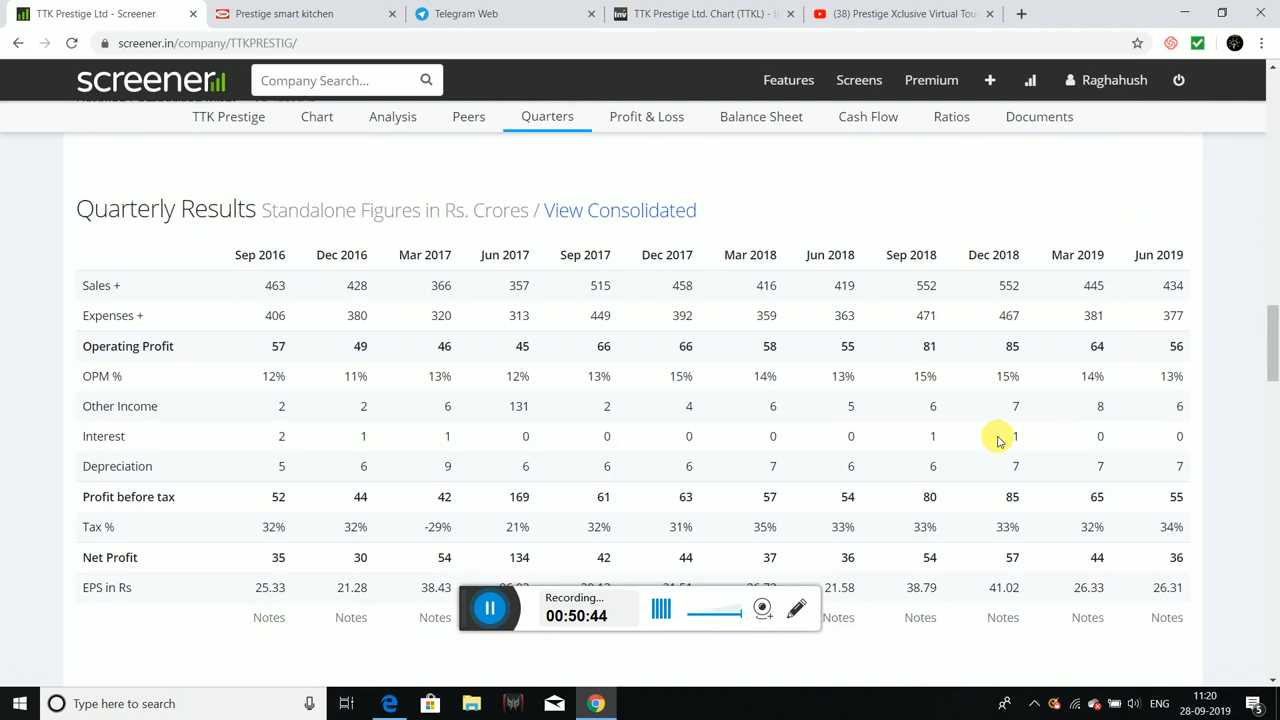 TTK Prestige Ltd - Screener
Prestige smart kitchen
Telegram Web
TTK Prestige Ltd. Chart (TTKL) - I
(38) Prestige Xclusive Virtual Tour
screener.in/company/TTKPRESTIG/
screener
Company Search...
Features Screens Premium Raghahush
TTK Prestige Chart Analysis Peers Quarters Profit & Loss Balance Sheet Cash Flow Ratios Documents
Quarterly Results Standalone Figures in Rs. Crores / View Consolidated
Sep 2016 Dec 2016 Mar 2017 Jun 2017 Sep 2017 Dec 2017 Mar 2018 Jun 2018 Sep 2018 Dec 2018 Mar 2019 Jun 2019
Sales + 463 428 366 357 515 458 416 419 552 552 445 434
Expenses + 406 380 320 313 449 392 359 363 471 467 381 377
Operating Profit 57 49 46 45 66 66 58 55 81 85 64 56
OPM % 12% 11% 13% 12% 13% 15% 14% 13% 15% 15% 14% 13%
Other Income 2 2 6 131 2 4 6 5 6 7 8 6
Interest 2 1 1 0 0 0 0 0 1 1 0 0
Depreciation 5 6 9 6 6 6 7 6 6 7 7 7
Profit before tax 52 44 42 169 61 63 57 54 80 85 65 55
Tax % 32% 32% -29% 21% 32% 31% 35% 33% 33% 33% 32% 34%
Net Profit 35 30 54 134 42 44 37 36 54 57 44 36
EPS in Rs 25.33 21.28 38.43 21.58 38.79 41.02 26.33 26.31
Notes Notes Notes Notes Notes Notes Notes Notes
Recording...
00:50:44
Type here to search
ENG
11:20
28-09-2019
5